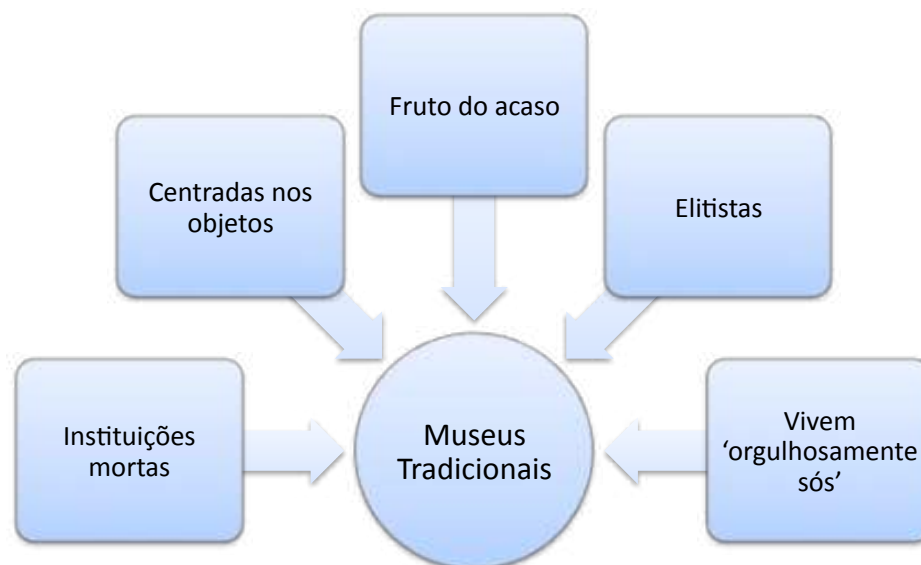 Fruto do acaso
Centradas nos
objetos
Elitistas
Instituições
mortas
Museus
Tradicionais
Vivem
‘orgulhosamente
sós’